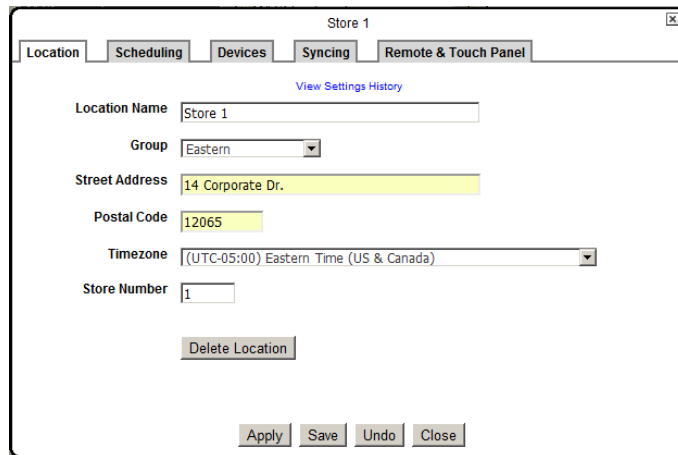 Store 1
Location Scheduling Devices Syncing Remote & Touch Panel
View Settings History
Location Name Store 1
Group Eastern
Street Address 14 Corporate Dr.
Postal Code 12065
Timezone (UTC-05:00) Eastern Time (US & Canada)
Store Number 1
Delete Location
Apply Save Undo Close